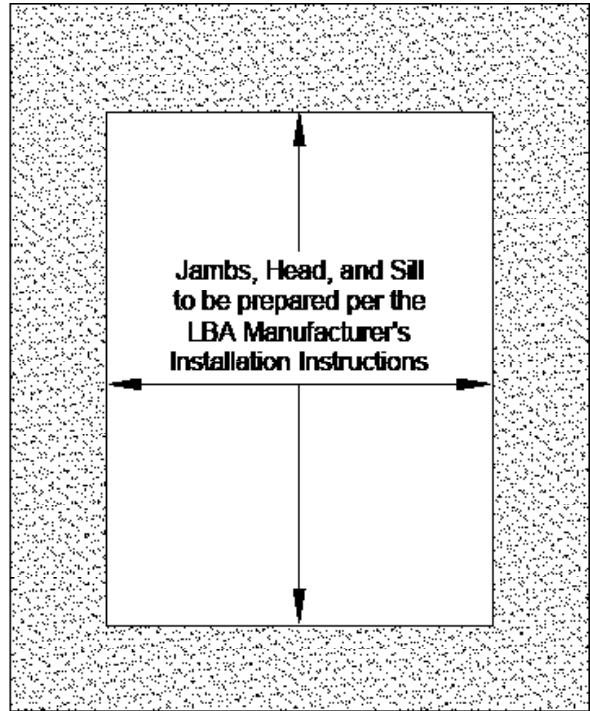 Jambs, Head, and Sill
to be prepared per the
LBA Manufacturer's
Installation Instructions